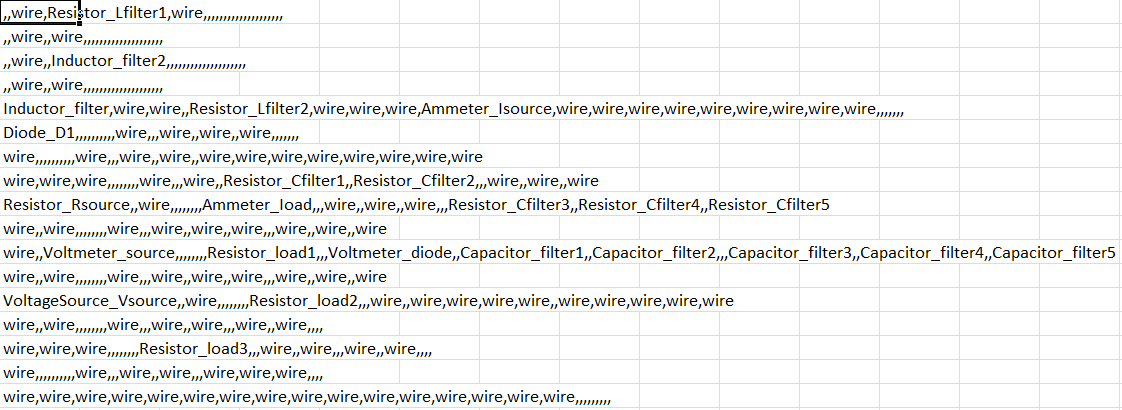 ,,wire,Resistor_Lfilter1,wire,,,,,,,,,,,,,,,,,,,,
,,wire,,wire,,,,,,,,,,,,,,,,,,,,
,,wire,,Inductor_filter2,,,,,,,,,,,,,,,,,,,,
,,wire,,wire,,,,,,,,,,,,,,,,,,,,
Inductor_filter,wire,wire,,Resistor_Lfilter2,wire,wire,wire,Ammeter_Isource,wire,wire,wire,wire,wire,wire,wire,wire,wire,,,,,,,
Diode_D1,,,,,,,,,,wire,,,wire,,wire,,wire,,,,,,,
wire,,,,,,,,,,wire,,,wire,,wire,,wire,wire,wire,wire,wire,wire,wire,wire
wire,wire,wire,,,,,,,,wire,,,wire,,Resistor_Cfilter1,,Resistor_Cfilter2,,,wire,,wire,,wire
Resistor_Rsource,,wire,,,,,,,,Ammeter_Ioad,,,wire,,wire,,wire,,,Resistor_Cfilter3,,Resistor_Cfilter4,,Resistor_Cfilter5
wire,,wire,,,,,,,,wire,,,wire,,wire,,wire,,,wire,,wire,,wire
wire,,Voltmeter_source,,,,,,,,Resistor_load1,,,Voltmeter_diode,,Capacitor_filter1,,Capacitor_filter2,,,Capacitor_filter3,,Capacitor_filter4,,Capacitor_filter5
wire,,wire,,,,,,,,wire,,,wire,,wire,,wire,,,wire,,wire,,wire
VoltageSource_Vsource,,wire,,,,,,,,Resistor_load2,,,wire,,wire,wire,wire,wire,,wire,wire,wire,wire,wire
wire,,wire,,,,,,,,wire,,,wire,,wire,,,wire,,wire,,,,
wire,wire,wire,,,,,,,,Resistor_load3,,,wire,,wire,,,wire,,wire,,,,
wire,,,,,,,,,,wire,,,wire,,wire,,,wire,wire,wire,,,,
wire,wire,wire,wire,wire,wire,wire,wire,wire,wire,wire,wire,wire,wire,wire,wire,,,,,,,,,